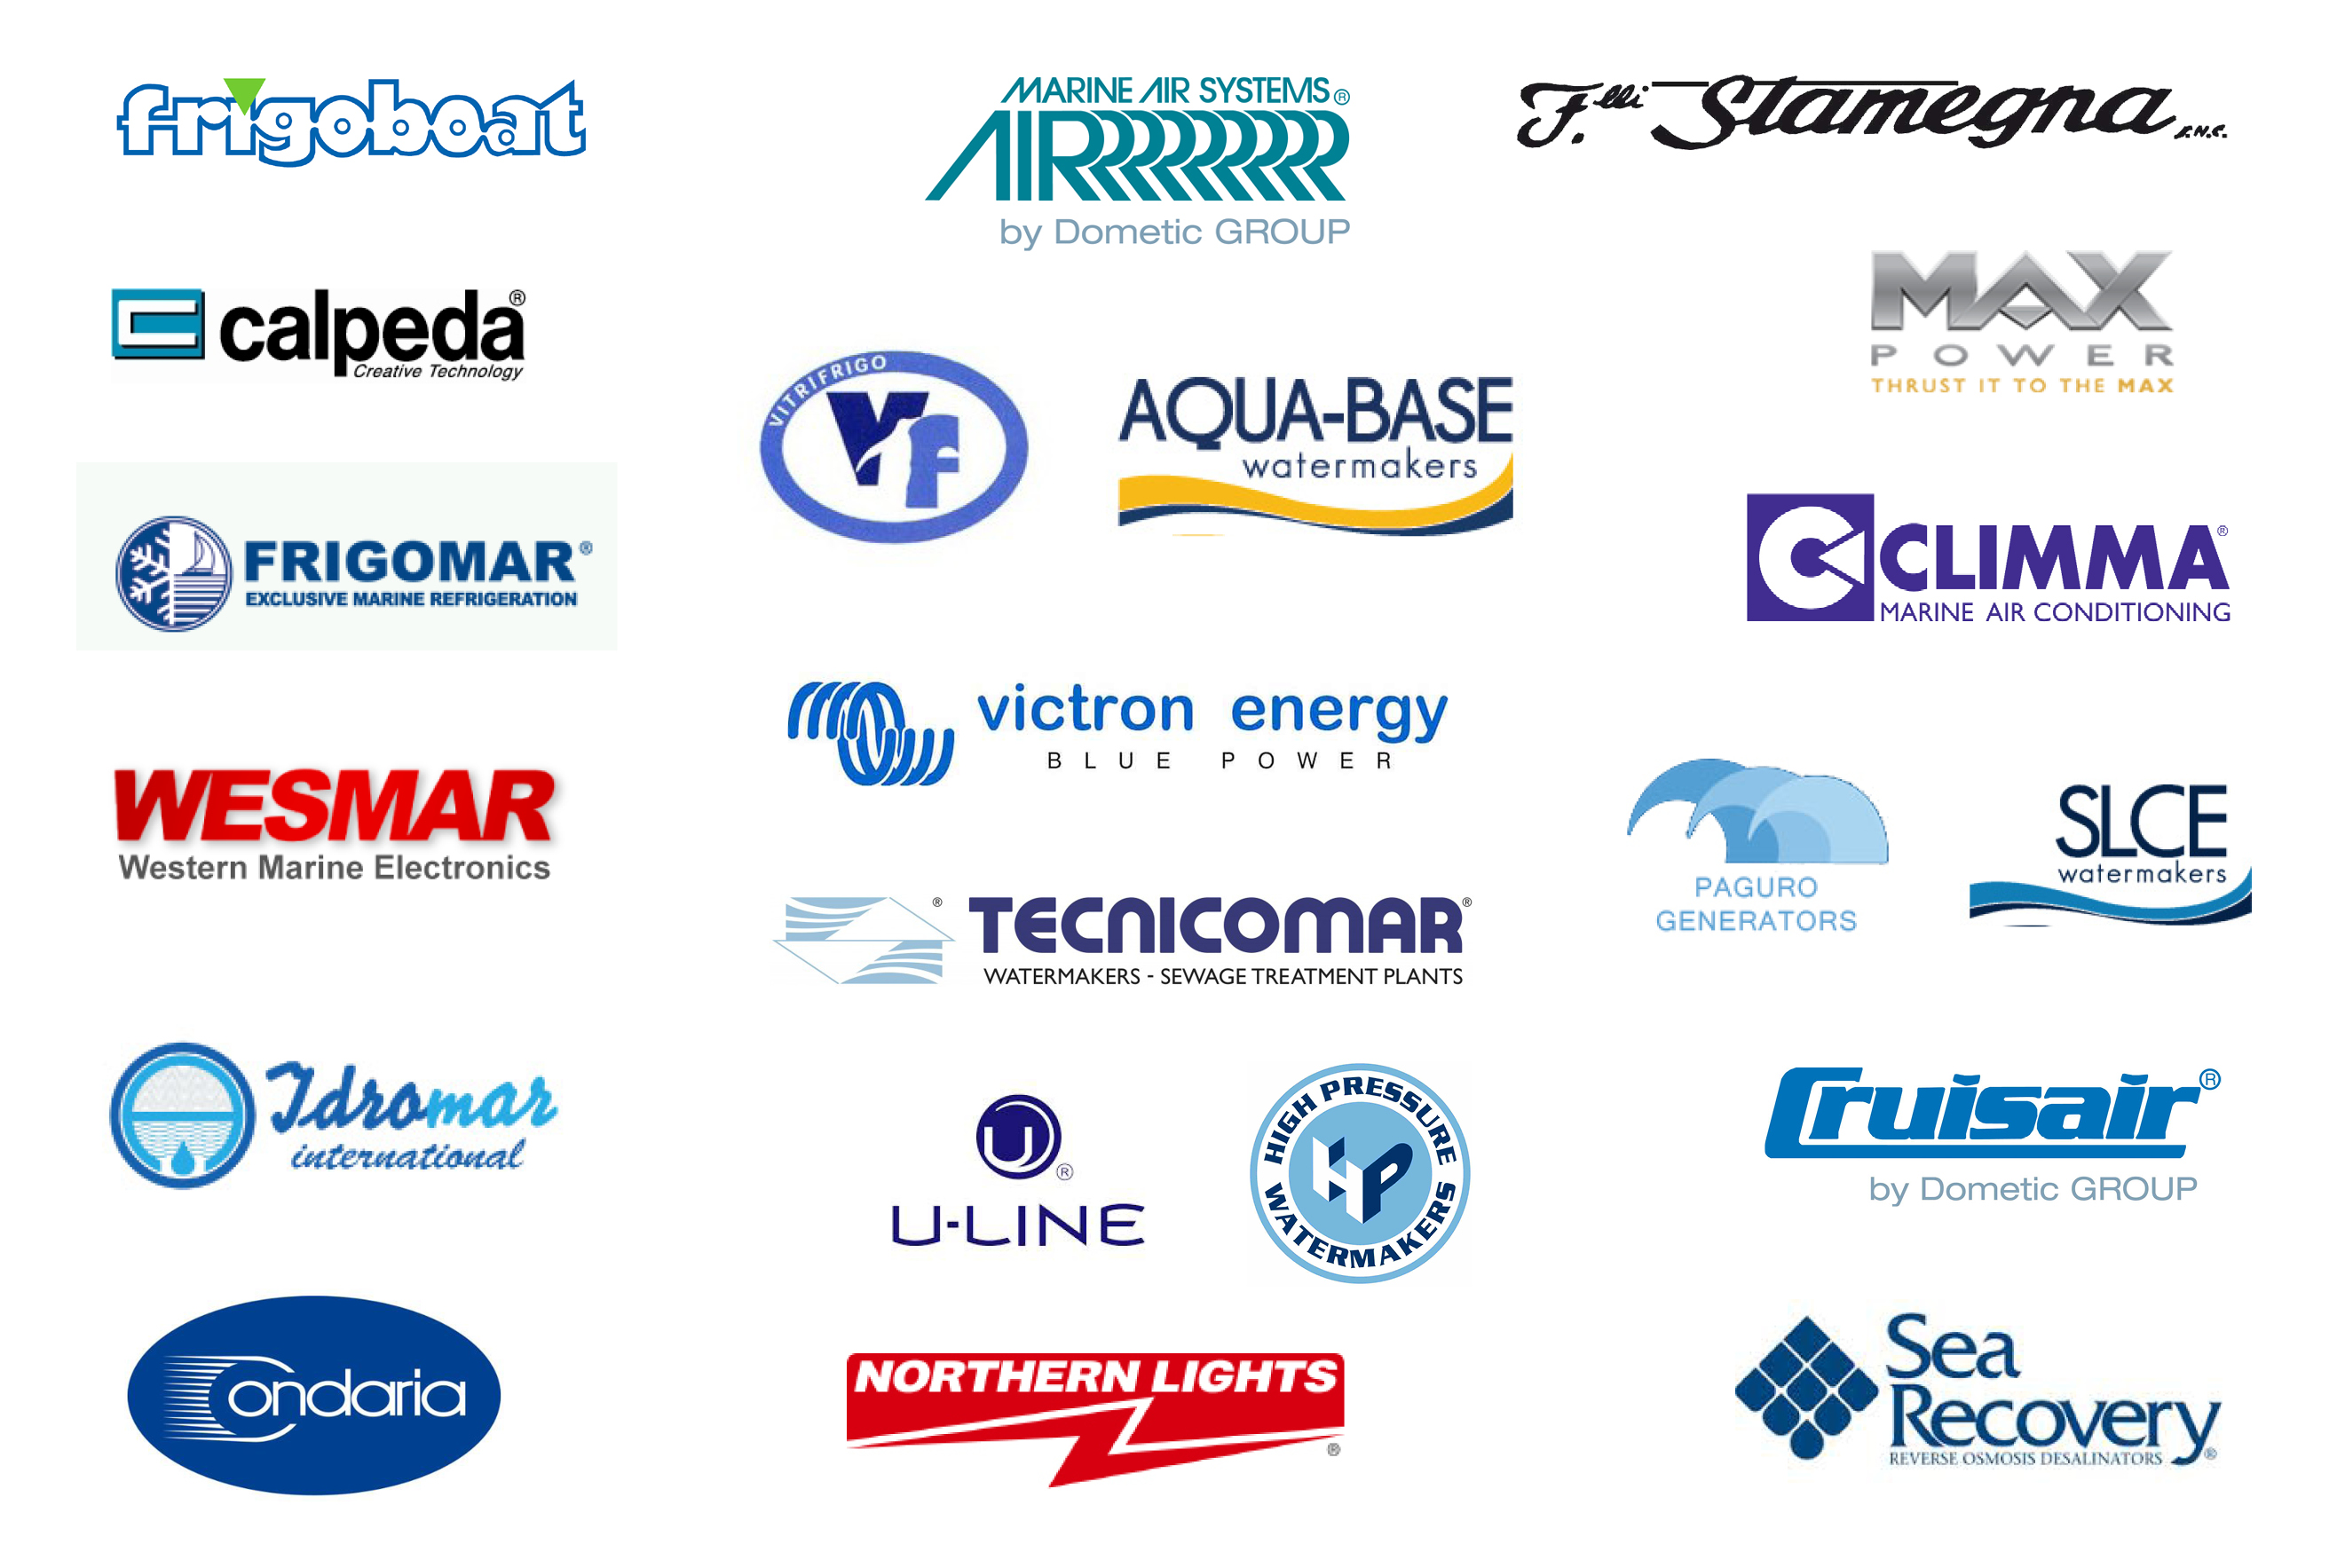 frigoboat
MARINE AIR SYSTEMS®
AIRRRRRRRR
by Dometic GROUP
F.lli Stamegna s.n.c.
calpeda®
Creative Technology
MAX
POWER
THRUST IT TO THE MAX
VITRIFRIGO
VF
AQUA-BASE
watermakers
FRIGOMAR®
EXCLUSIVE MARINE REFRIGERATION
C CLIMMA®
MARINE AIR CONDITIONING
victron energy
BLUE POWER
WESMAR
Western Marine Electronics
PAGURO
GENERATORS
SLCE
watermakers
® TECNICOMAR®
WATERMAKERS - SEWAGE TREATMENT PLANTS
Idromar
international
U®
U-LINE
HIGH PRESSURE
HP
WATERMAKERS
Cruisair®
by Dometic GROUP
Condaria
NORTHERN LIGHTS
®
Sea
Recovery®
REVERSE OSMOSIS DESALINATORS